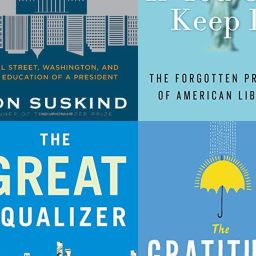 L STREET, WASHINGTON, AND
EDUCATION OF A PRESIDENT
ON SUSKIND
Keep I
THE FORGOTTEN PR
OF AMERICAN LIB
THE
GREAT
QUALIZER
The
GRATITU